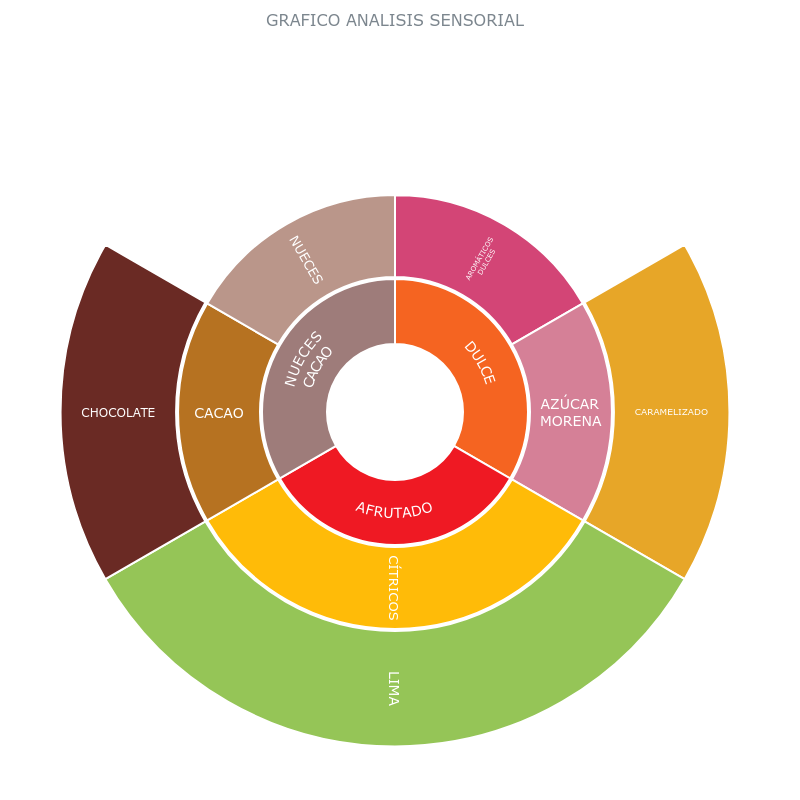 GRAFICO ANALISIS SENSORIAL
NUECES
AROMÁTICOS
DULCES
NUECES
CACAO
DULCE
CHOCOLATE
CACAO
AZÚCAR
MORENA
CARAMELIZADO
AFRUTADO
CÍTRICOS
LIMA